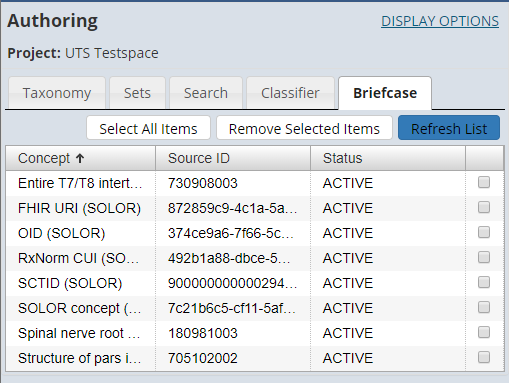 Authoring DISPLAY OPTIONS
Project: UTS Testspace
Taxonomy Sets Search Classifier Briefcase
Select All Items Remove Selected Items Refresh List
Concept Source ID Status
Entire T7/T8 intert... 730908003 ACTIVE
FHIR URI (SOLOR) 872859c9-4c1a-5a... ACTIVE
OID (SOLOR) 374ce9a6-7f66-5c... ACTIVE
RxNorm CUI (SO... 492b1a88-dbce-5... ACTIVE
SCTID (SOLOR) 900000000000294... ACTIVE
SOLOR concept (... 7c21b6c5-cf11-5af... ACTIVE
Spinal nerve root ... 180981003 ACTIVE
Structure of pars i... 705102002 ACTIVE